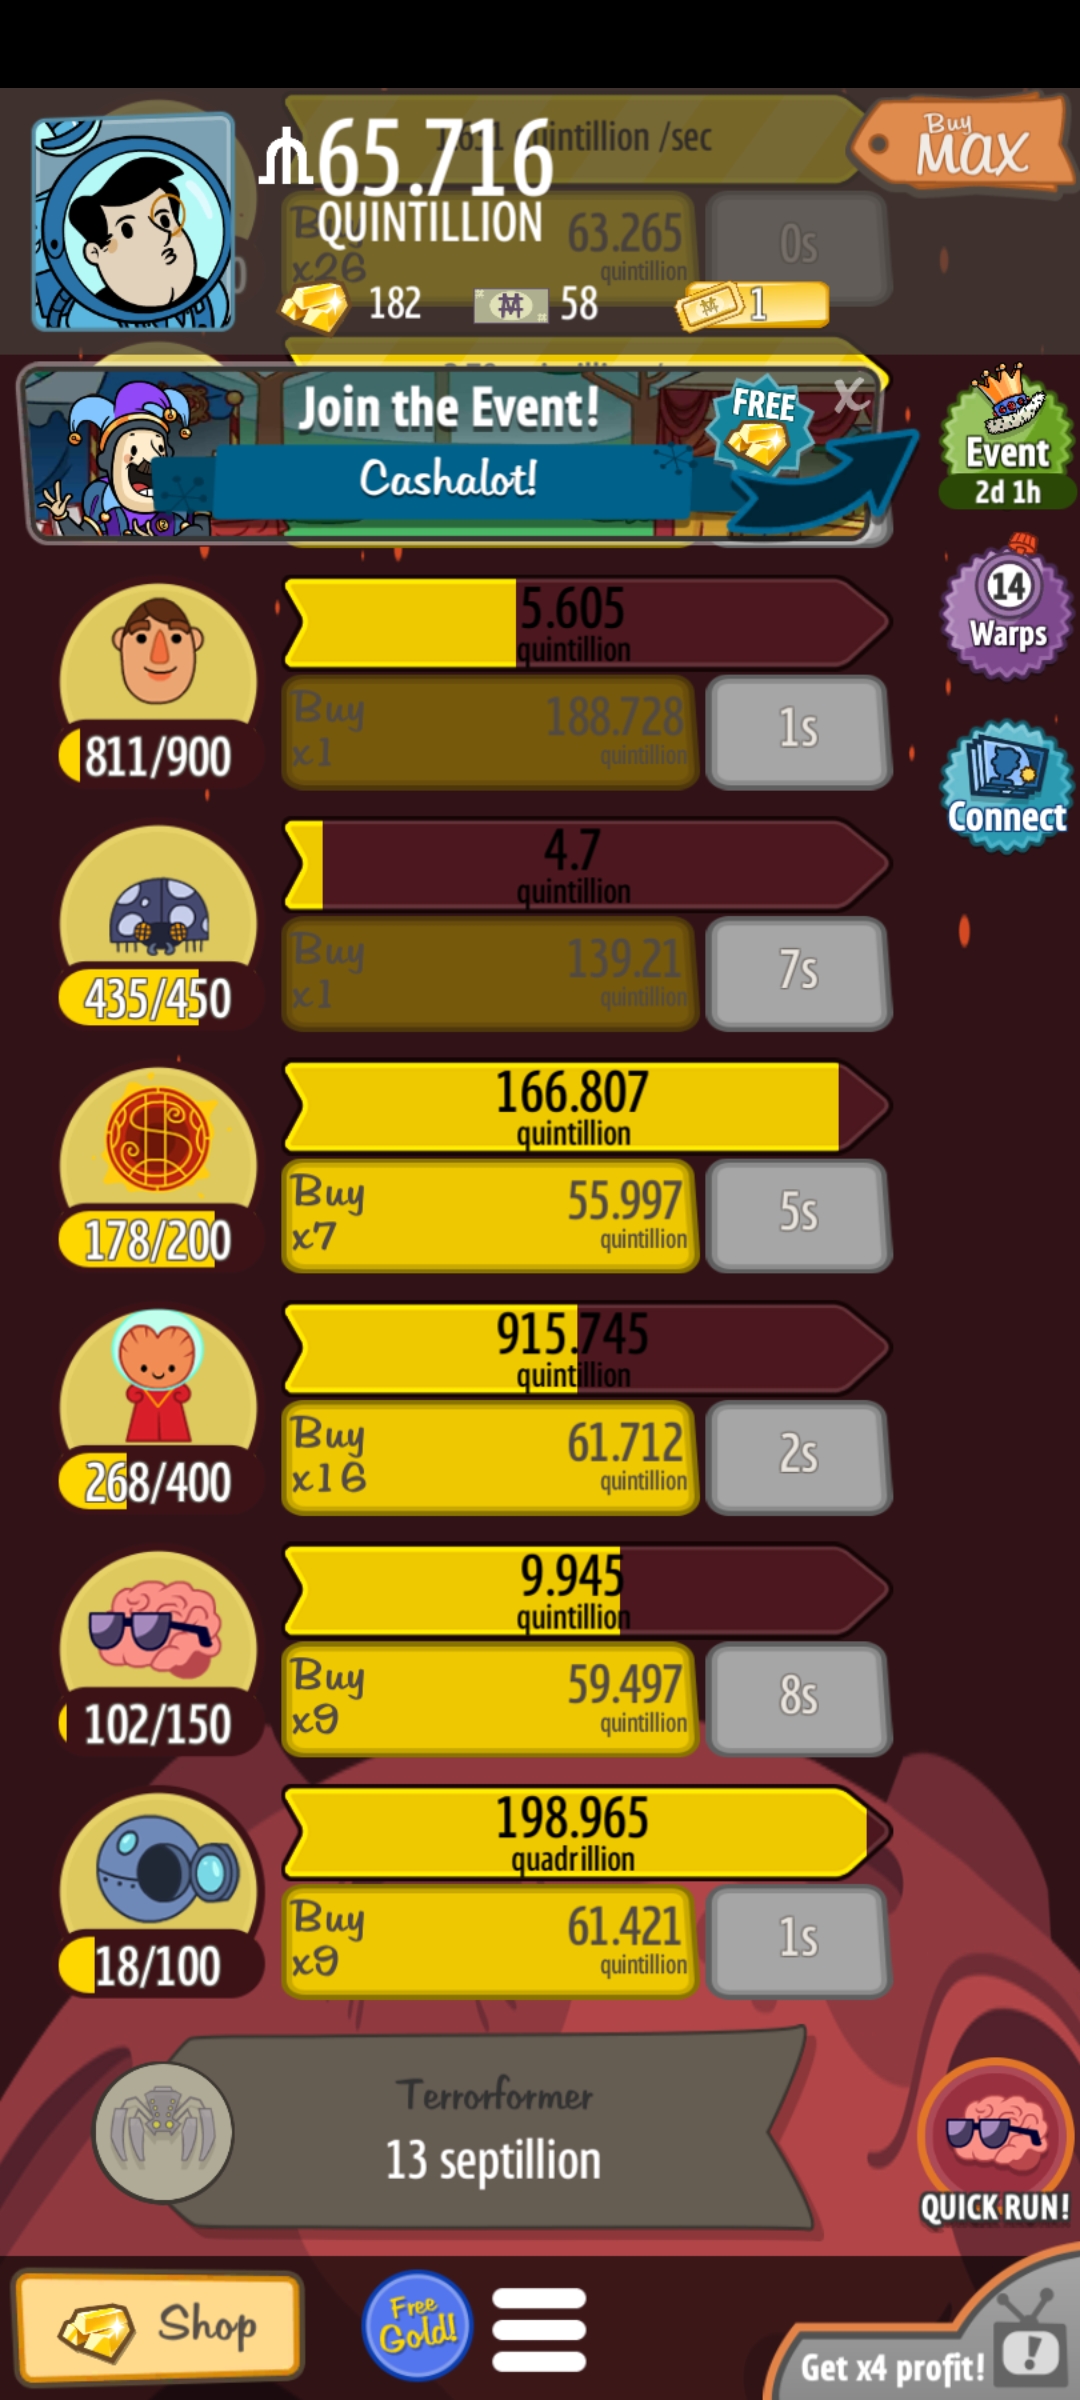 65.716
QUINTILLION
Buy
MAX
quintillion /sec
Buy
x26
63.265
quintillion
0s
182
58
1
Join the Event!
Cashalot!
FREE
X
Event
2d 1h
5.605
quintillion
811/900
Buy
x1
188.728
quintillion
1s
14
Warps
Connect
4.7
quintillion
435/450
Buy
x1
139.21
quintillion
7s
166.807
quintillion
178/200
Buy
x7
55.997
quintillion
5s
915.745
quintillion
268/400
Buy
x16
61.712
quintillion
2s
9.945
quintillion
102/150
Buy
x9
59.497
quintillion
8s
198.965
quadrillion
18/100
Buy
x9
61.421
quintillion
1s
Terrorformer
13 septillion
QUICK RUN!
Shop
Free
Gold!
Get x4 profit!
!